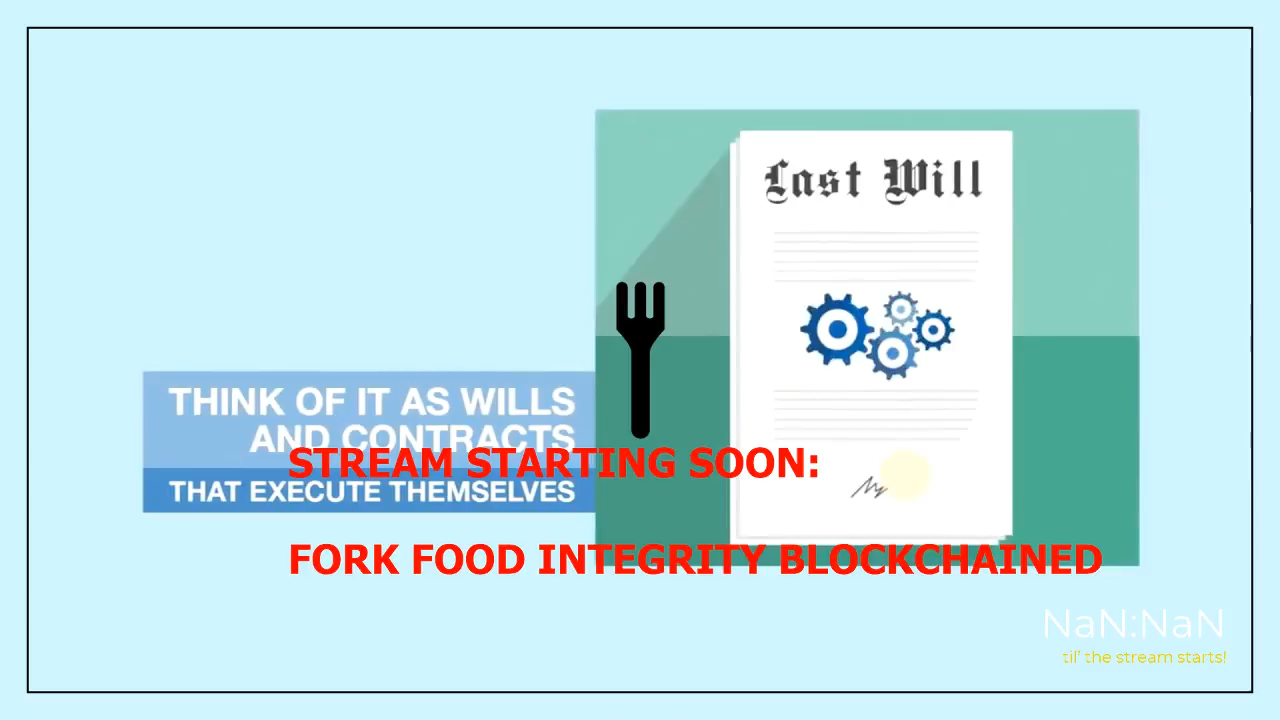 Last Will
THINK OF IT AS WILLS
AND CONTRACTS
THAT EXECUTE THEMSELVES
STREAM STARTING SOON:
FORK FOOD INTEGRITY BLOCKCHAINED
NaN:NaN
til' the stream starts!